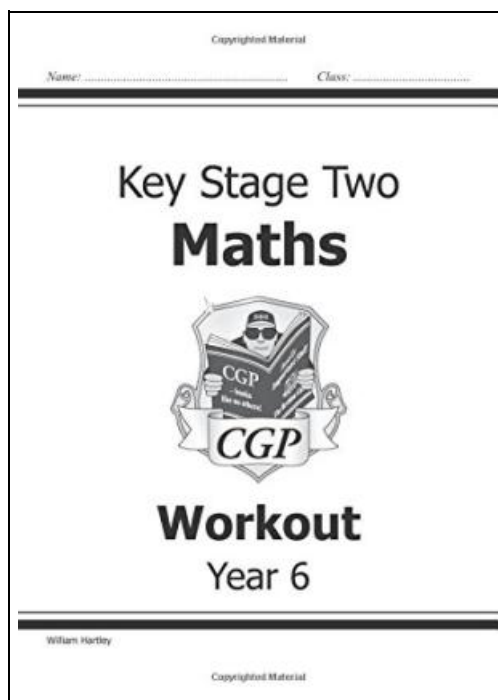 Copyrighted Material
Name: ............................................................ Class: ...................................
Key Stage Two
Maths
CGP
CGP
Workout
Year 6
William Hartley
Copyrighted Material